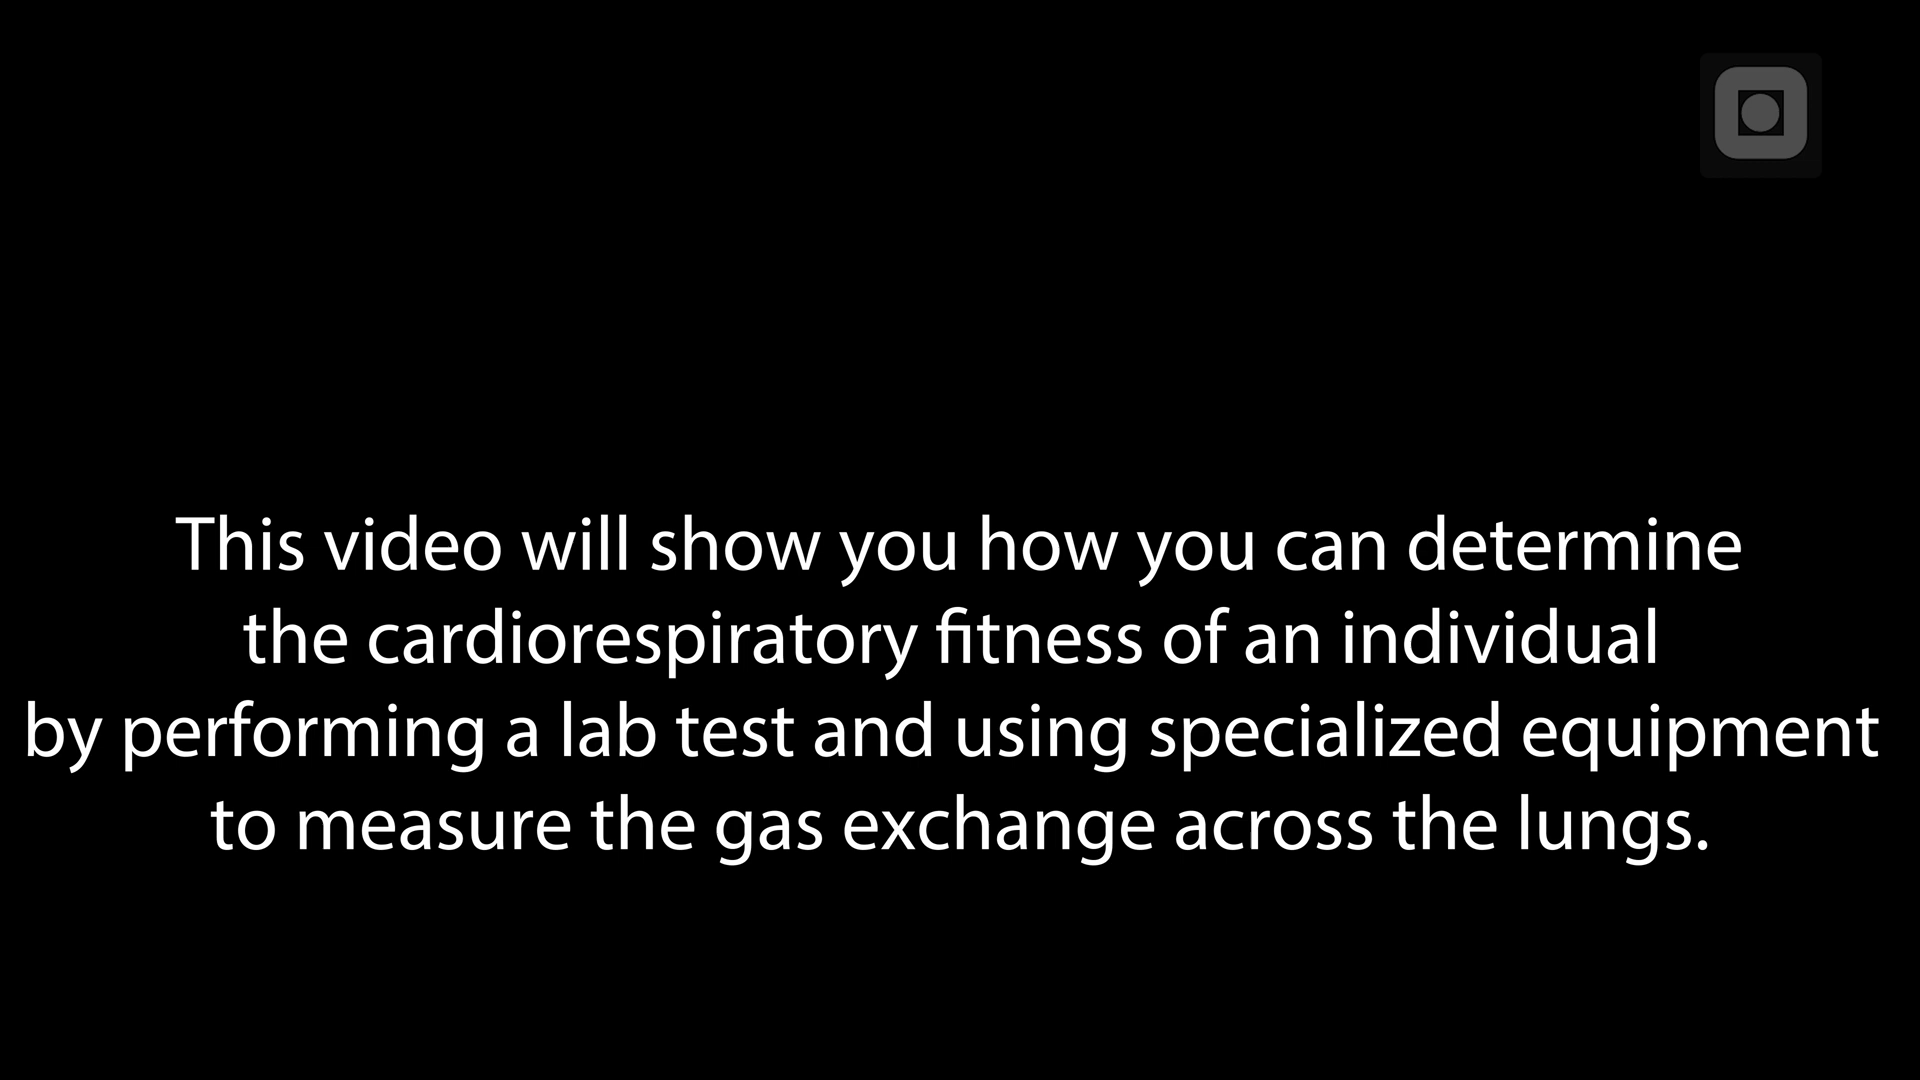 This video will show you how you can determine
the cardiorespiratory fitness of an individual
by performing a lab test and using specialized equipment
to measure the gas exchange across the lungs.